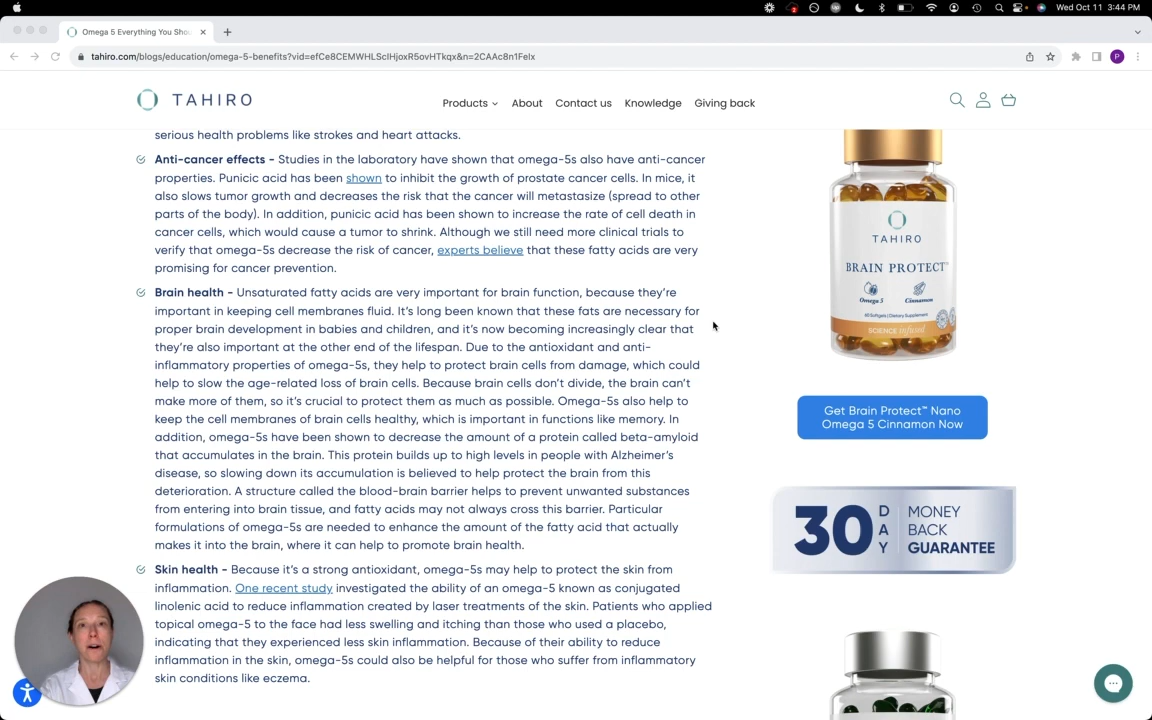 Wed Oct 11 3:44 PM
Omega 5 Everything You Shou
tahiro.com/blogs/education/omega-5-benefits?vid=efCe8CEMWHLScIHjoxR5ovHTkqx&n=2CAAc8n1FeIx
P
TAHIRO
Products About Contact us Knowledge Giving back
serious health problems like strokes and heart attacks.
Anti-cancer effects – Studies in the laboratory have shown that omega-5s also have anti-cancer
properties. Punicic acid has been shown to inhibit the growth of prostate cancer cells. In mice, it
also slows tumor growth and decreases the risk that the cancer will metastasize (spread to other
parts of the body). In addition, punicic acid has been shown to increase the rate of cell death in
cancer cells, which would cause a tumor to shrink. Although we still need more clinical trials to
verify that omega-5s decrease the risk of cancer, experts believe that these fatty acids are very
promising for cancer prevention.
Brain health – Unsaturated fatty acids are very important for brain function, because they’re
important in keeping cell membranes fluid. It’s long been known that these fats are necessary for
proper brain development in babies and children, and it’s now becoming increasingly clear that
they’re also important at the other end of the lifespan. Due to the antioxidant and anti-
inflammatory properties of omega-5s, they help to protect brain cells from damage, which could
help to slow the age-related loss of brain cells. Because brain cells don’t divide, the brain can’t
make more of them, so it’s crucial to protect them as much as possible. Omega-5s also help to
keep the cell membranes of brain cells healthy, which is important in functions like memory. In
addition, omega-5s have been shown to decrease the amount of a protein called beta-amyloid
that accumulates in the brain. This protein builds up to high levels in people with Alzheimer’s
disease, so slowing down its accumulation is believed to help protect the brain from this
deterioration. A structure called the blood-brain barrier helps to prevent unwanted substances
from entering into brain tissue, and fatty acids may not always cross this barrier. Particular
formulations of omega-5s are needed to enhance the amount of the fatty acid that actually
makes it into the brain, where it can help to promote brain health.
Skin health – Because it’s a strong antioxidant, omega-5s may help to protect the skin from
inflammation. One recent study investigated the ability of an omega-5 known as conjugated
linolenic acid to reduce inflammation created by laser treatments of the skin. Patients who applied
topical omega-5 to the face had less swelling and itching than those who used a placebo,
indicating that they experienced less skin inflammation. Because of their ability to reduce
inflammation in the skin, omega-5s could also be helpful for those who suffer from inflammatory
skin conditions like eczema.
TAHIRO
BRAIN PROTECT™
Omega 5 Cinnamon
60 Softgels | Dietary Supplement
SCIENCE infused
Get Brain Protect™ Nano
Omega 5 Cinnamon Now
30 DAY MONEY
BACK
GUARANTEE